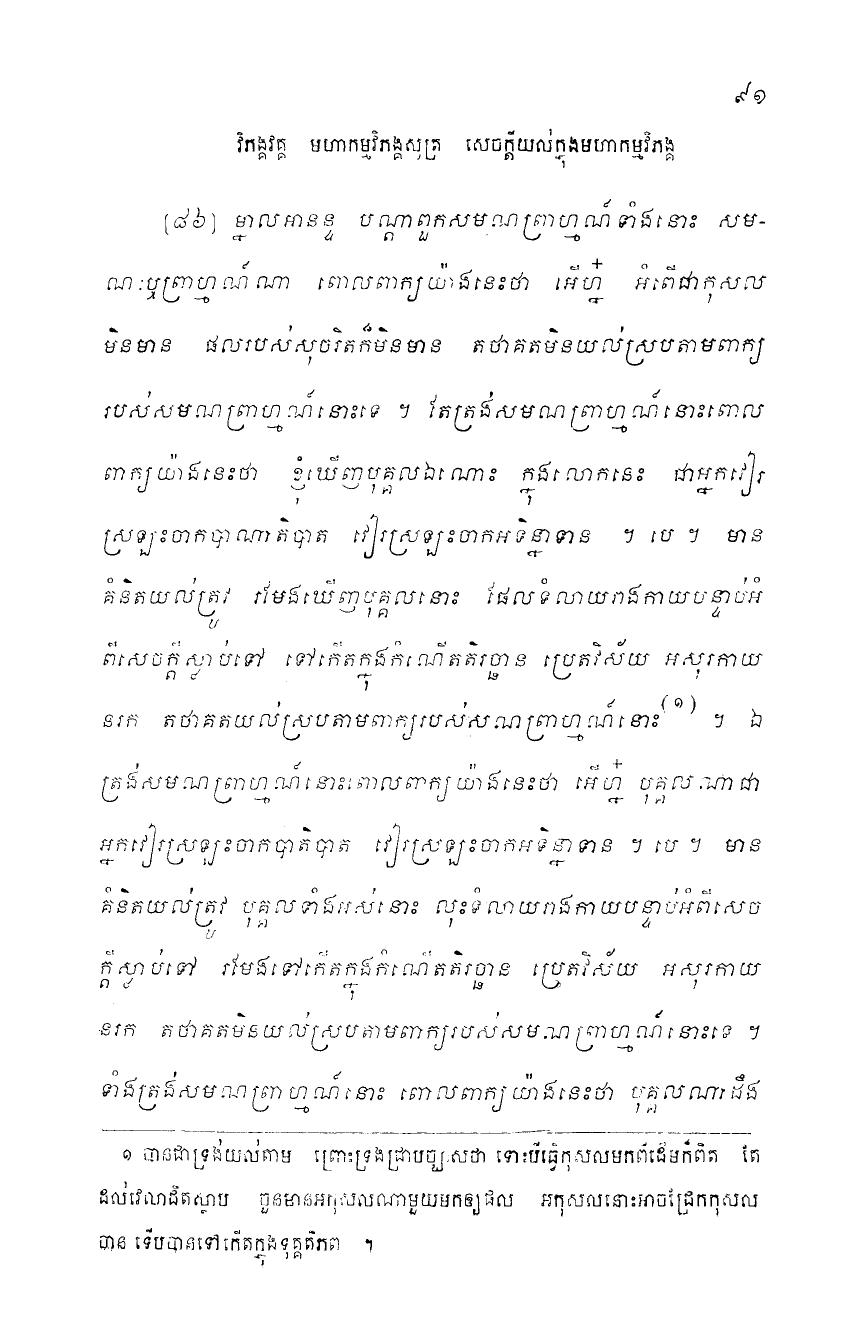 ៩១
វិភង្គវគ្គ មហាកម្មវិភង្គសូត្រ សេចក្ដីយល់ក្នុងមហាកម្មវិភង្គ
[៨៦] ម្នាលអានន្ទ បណ្ដាពួកសមណព្រាហ្មណ៍ទាំងនោះ សម-
ណៈឬព្រាហ្មណ៍ណា ពោលពាក្យយ៉ាងនេះថា អើហ្ន៎ អំពើជាកុសល
មិនមាន ផលរបស់សុចរិតក៏មិនមាន តថាគតមិនយល់ស្របតាមពាក្យ
របស់សមណព្រាហ្មណ៍នោះទេ ។ តែត្រង់សមណព្រាហ្មណ៍នោះពោល
ពាក្យយ៉ាងនេះថា ខ្ញុំឃើញបុគ្គលឯណោះ ក្នុងលោកនេះ ជាអ្នកវៀរ
ស្រឡះចាកបាណាតិបាត វៀរស្រឡះចាកអទិន្នាទាន ។ បេ ។ មាន
គំនិតយល់ត្រូវ រមែងឃើញបុគ្គលនោះ ដែលទំលាយរាងកាយបន្ទាប់អំ
ពីសេចក្ដីស្លាប់ទៅ ទៅកើតក្នុងកំណើតតិរច្ឆាន ប្រេតវិស័យ អសុរកាយ
នរក តថាគតយល់ស្របតាមពាក្យរបស់សណព្រាហ្មណ៍នោះ(១) ។ ឯ
ត្រង់សមណព្រាហ្មណ៍នោះពោលពាក្យយ៉ាងនេះថា អើហ្ន៎ បុគ្គលណាជា
អ្នកវៀរស្រឡះចាកបាតិបាត វៀរស្រឡះចាកអទិន្នាទាន ។ បេ ។ មាន
គំនិតយល់ត្រូវ បុគ្គលទាំងអស់នោះ លុះទំលាយរាងកាយបន្ទាប់អំពីសេច
ក្ដីស្លាប់ទៅ រមែងទៅកើតក្នុងកំណើតតិរច្ឆាន ប្រេតវិស័យ អសុរកាយ
នរក តថាគតមិនយល់ស្របតាមពាក្យរបស់សមណព្រាហ្មណ៍នោះទេ ។
ទាំងត្រង់សមណព្រាហ្មណ៍នោះ ពោលពាក្យយ៉ាងនេះថា បុគ្គលណាដឹង
១ បានជាទ្រង់យល់តាម ព្រោះទ្រង់ជ្រាបច្បាស់ថា ទោះបីធ្វើកុសលមកពីដើមក៏ពិត តែ
ដល់វេលាជិតស្លាប ចួនមានអកុសលណាមួយមកឲ្យផល អកុសលនោះអាចដ្រែកកុសល
បាន ទើបបានទៅកើតក្នុងទុគ្គតិភព ។